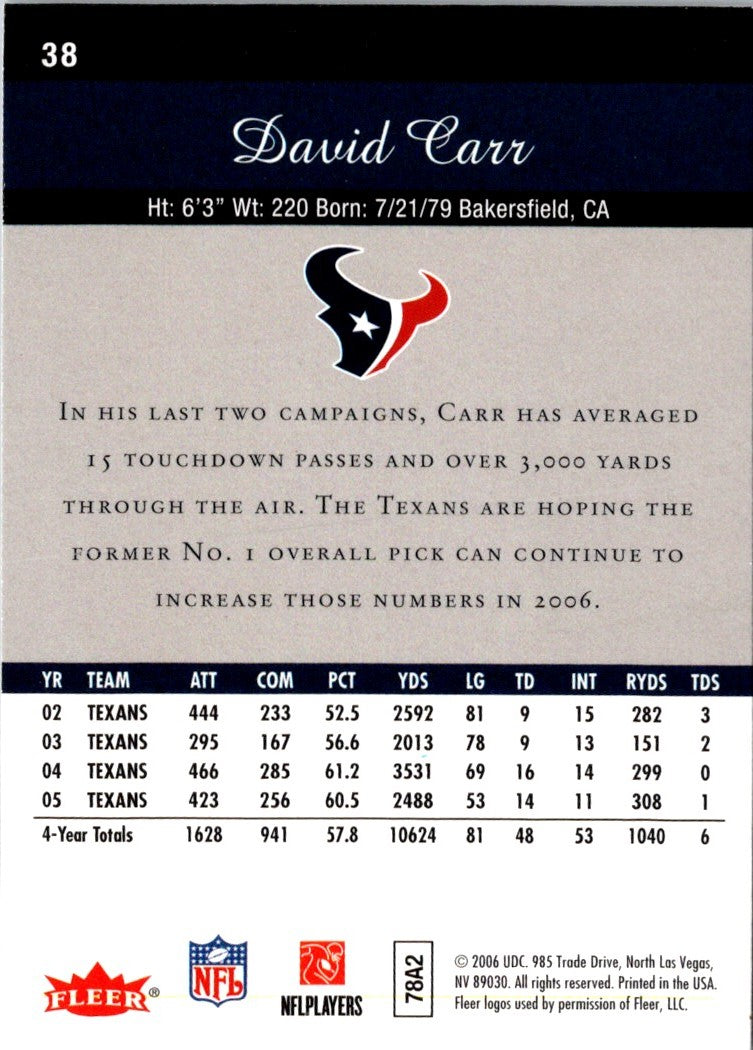 38
David Carr
Ht: 6'3" Wt: 220 Born: 7/21/79 Bakersfield, CA
In his last two campaigns, Carr has averaged
15 touchdown passes and over 3,000 yards
through the air. The Texans are hoping the
former No. 1 overall pick can continue to
increase those numbers in 2006.
YR TEAM ATT COM PCT YDS LG TD INT RYDS TDS
02 TEXANS 444 233 52.5 2592 81 9 15 282 3
03 TEXANS 295 167 56.6 2013 78 9 13 151 2
04 TEXANS 466 285 61.2 3531 69 16 14 299 0
05 TEXANS 423 256 60.5 2488 53 14 11 308 1
4-Year Totals 1628 941 57.8 10624 81 48 53 1040 6
FLEER®
NFL
NFLPLAYERS
78A2
© 2006 UDC. 985 Trade Drive, North Las Vegas,
NV 89030. All rights reserved. Printed in the USA.
Fleer logos used by permission of Fleer, LLC.